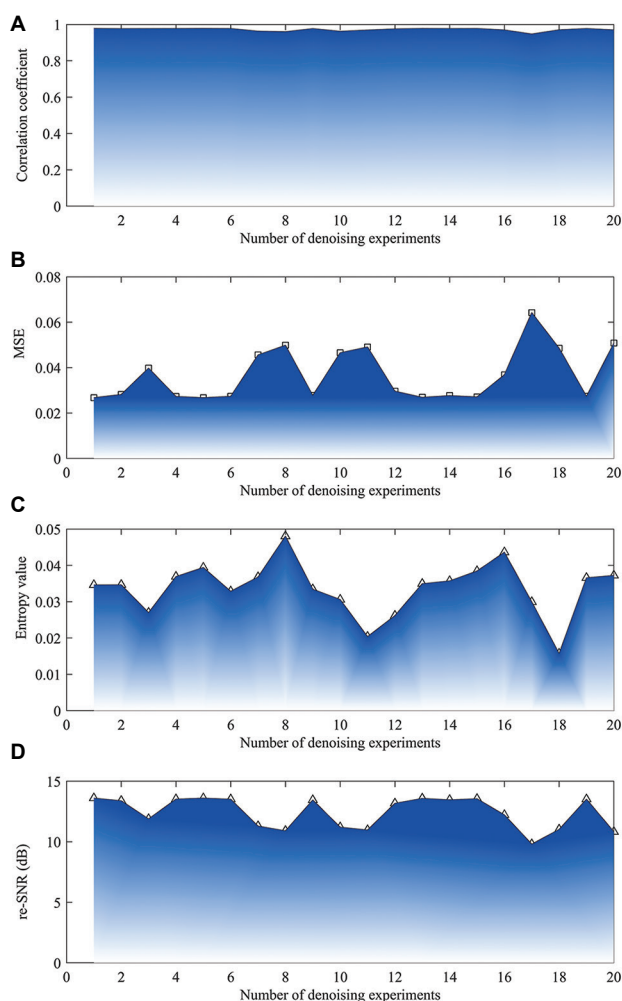 A
1
0.8
0.6
0.4
0.2
0
Correlation coefficient
2 4 6 8 10 12 14 16 18 20
Number of denoising experiments
B
0.08
0.06
0.04
0.02
0
MSE
0 2 4 6 8 10 12 14 16 18 20
Number of denoising experiments
C
0.05
0.04
0.03
0.02
0.01
0
Entropy value
0 2 4 6 8 10 12 14 16 18 20
Number of denoising experiments
D
15
10
5
0
re-SNR (dB)
0 2 4 6 8 10 12 14 16 18 20
Number of denoising experiments